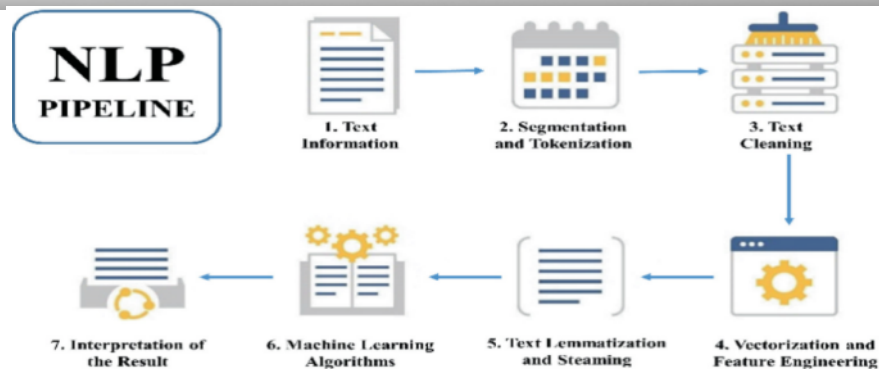 NLP
PIPELINE
1. Text
Information
2. Segmentation
and Tokenization
3. Text
Cleaning
4. Vectorization and
Feature Engineering
5. Text Lemmatization
and Steaming
6. Machine Learning
Algorithms
7. Interpretation of
the Result